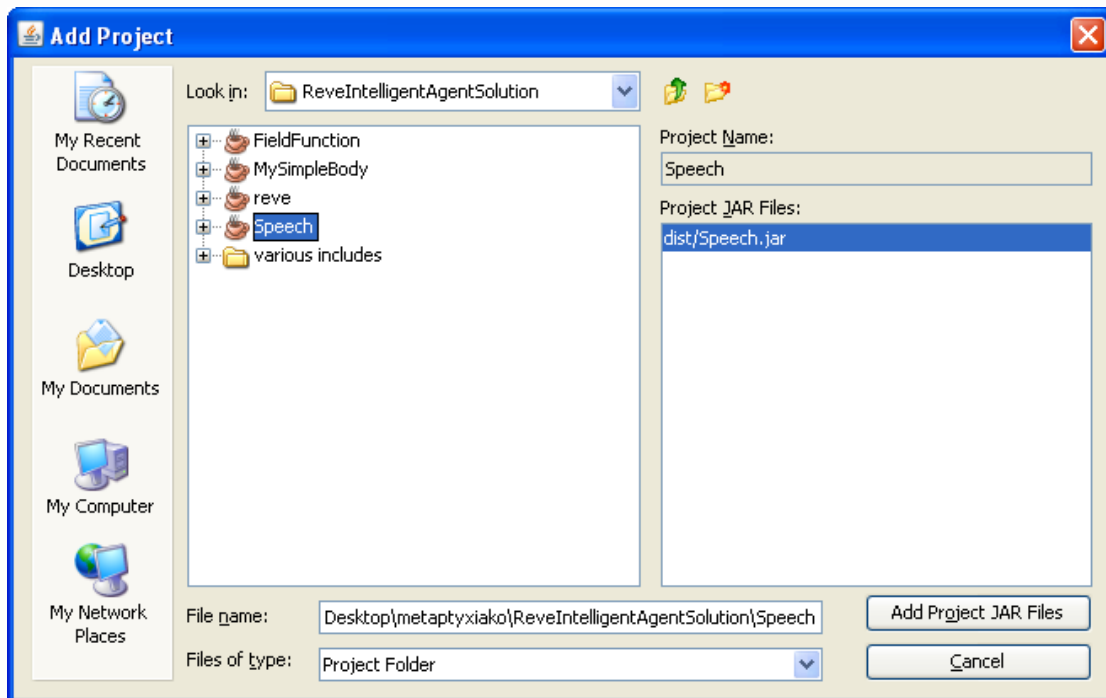 Add Project
Look in:
ReveIntelligentAgentSolution
My Recent
Documents
Desktop
My Documents
My Computer
My Network
Places
FieldFunction
MySimpleBody
reve
Speech
various includes
Project Name:
Speech
Project JAR Files:
dist/Speech.jar
File name:
Desktop\metaptyxiako\ReveIntelligentAgentSolution\Speech
Add Project JAR Files
Files of type:
Project Folder
Cancel